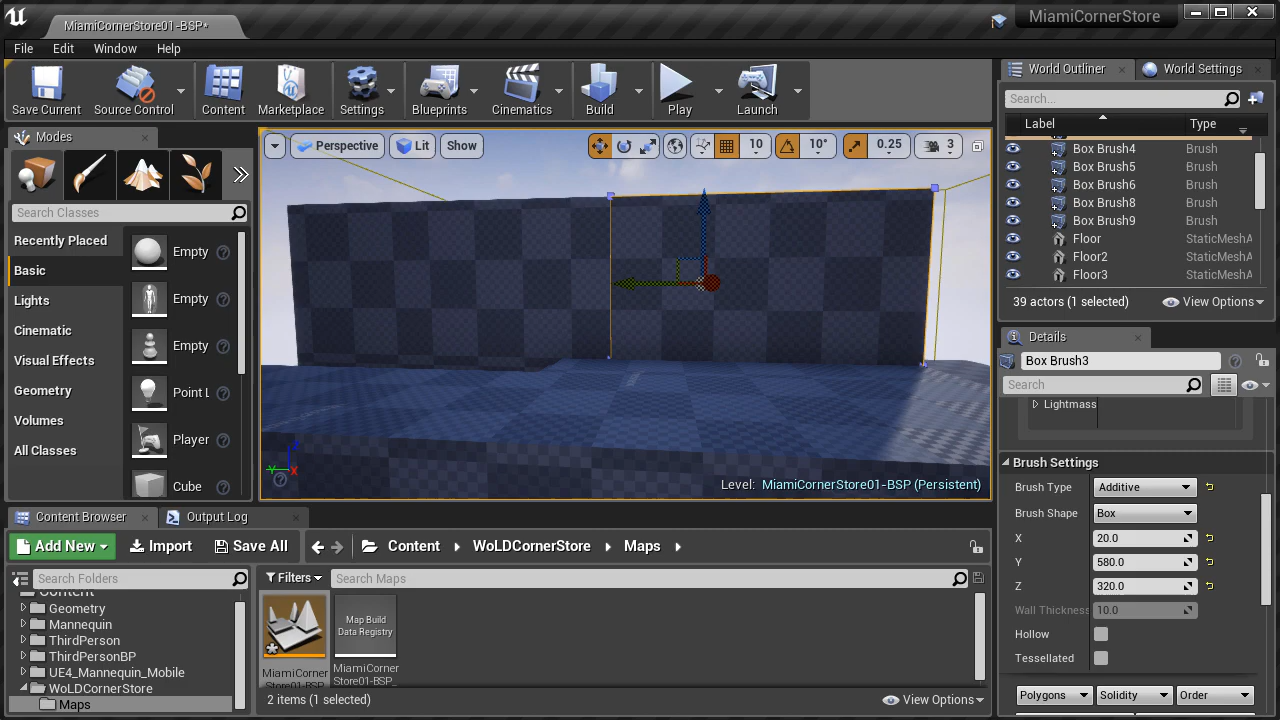 MiamiCornerStore01-BSP*
MiamiCornerStore
File Edit Window Help
Save Current Source Control Content Marketplace Settings Blueprints Cinematics Build Play Launch
World Outliner World Settings
Search...
Label Type
Box Brush4 Brush
Box Brush5 Brush
Box Brush6 Brush
Box Brush8 Brush
Box Brush9 Brush
Floor StaticMeshA
Floor2 StaticMeshA
Floor3 StaticMeshA
39 actors (1 selected) View Options
Modes
Search Classes
Recently Placed
Basic
Lights
Cinematic
Visual Effects
Geometry
Volumes
All Classes
Empty
Empty
Empty
Point L
Player
Cube
Perspective Lit Show 10 10° 0.25 3
Y X
Level: MiamiCornerStore01-BSP (Persistent)
Details
Box Brush3
Search
Lightmass
Brush Settings
Brush Type Additive
Brush Shape Box
X 20.0
Y 580.0
Z 320.0
Wall Thickness 10.0
Hollow
Tessellated
Polygons Solidity Order
Content Browser Output Log
Add New Import Save All Content WoLDCornerStore Maps
Search Folders
Filters Search Maps
Content
Geometry
Mannequin
ThirdPerson
ThirdPersonBP
UE4_Mannequin_Mobile
WoLDCornerStore
Maps
Map Build
Data Registry
MiamiCorner
Store01-BSP
MiamiCorner
Store01-BSP_
2 items (1 selected) View Options